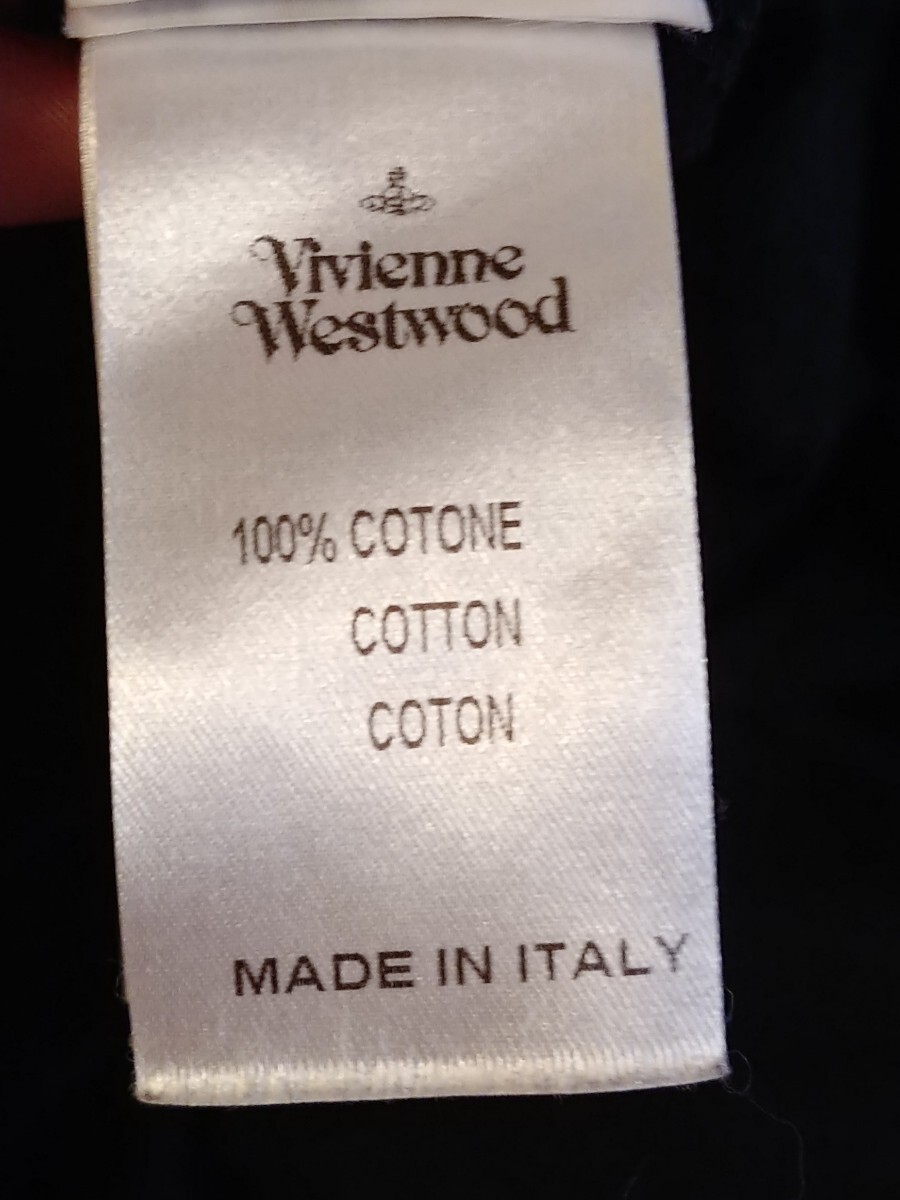 Vivienne
Westwood
100% COTONE
COTTON
COTON
MADE IN ITALY